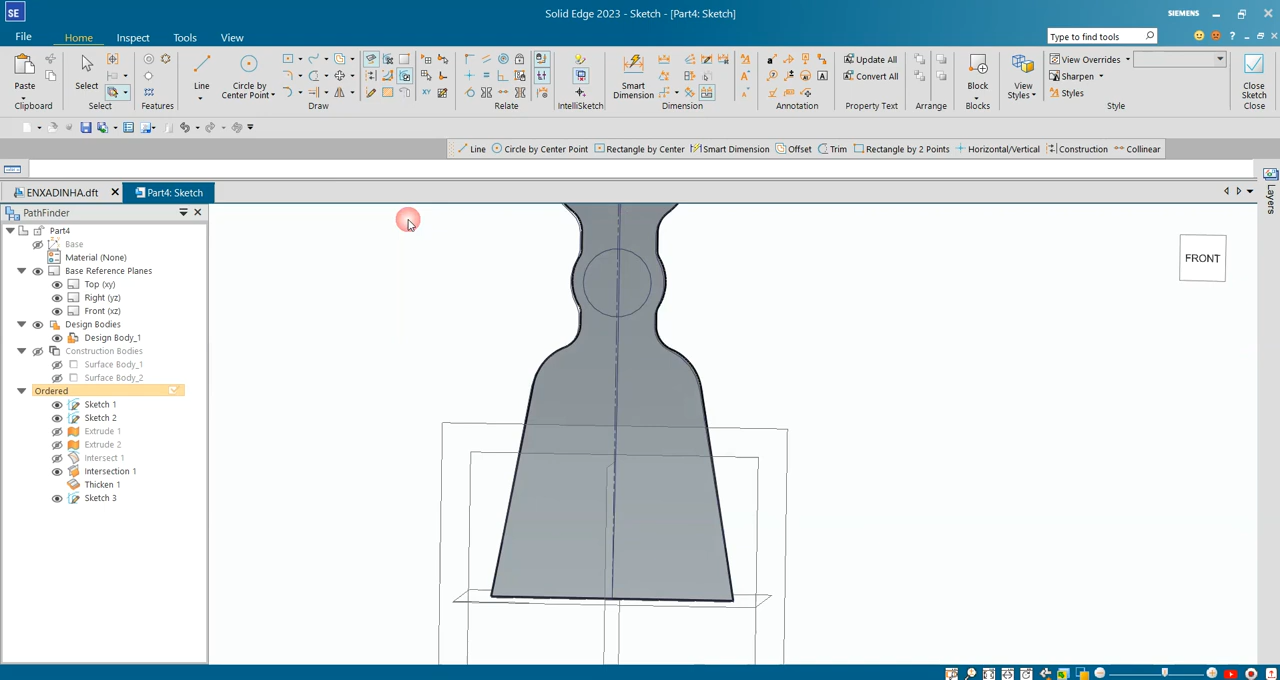 SE
Solid Edge 2023 - Sketch - [Part4: Sketch]
SIEMENS
File
Home
Inspect
Tools
View
Type to find tools
Paste
Clipboard
Select
Select
Features
Line
Circle by
Center Point
Draw
Relate
IntelliSketch
Smart
Dimension
Dimension
Annotation
Update All
Convert All
Property Text
Arrange
Block
Blocks
View
Styles
View Overrides
Sharpen
Styles
Style
Close
Sketch
Close
Line
Circle by Center Point
Rectangle by Center
Smart Dimension
Offset
Trim
Rectangle by 2 Points
Horizontal/Vertical
Construction
Collinear
ENXADINHA.dft
Part4: Sketch
Layers
PathFinder
Part4
Base
Material (None)
Base Reference Planes
Top (xy)
Right (yz)
Front (xz)
Design Bodies
Design Body_1
Construction Bodies
Surface Body_1
Surface Body_2
Ordered
Sketch 1
Sketch 2
Extrude 1
Extrude 2
Intersect 1
Intersection 1
Thicken 1
Sketch 3
FRONT